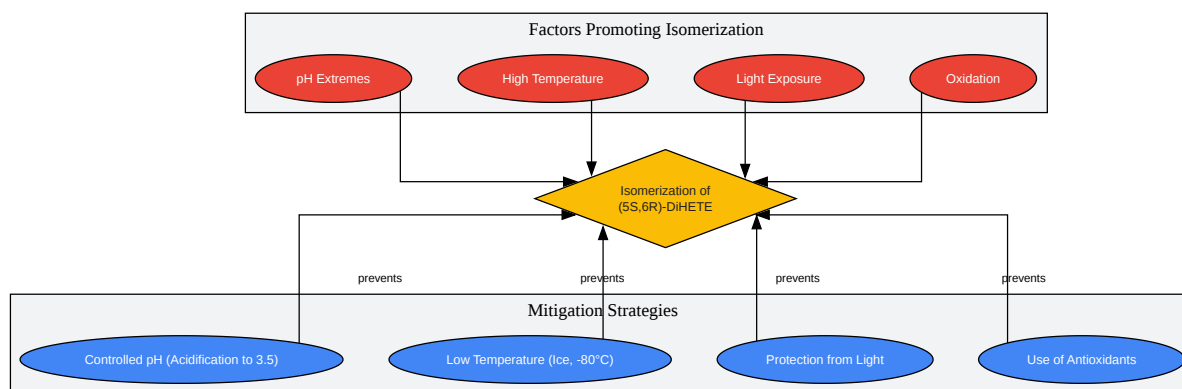 Factors Promoting Isomerization
pH Extremes
High Temperature
Light Exposure
Oxidation
Isomerization of
(5S,6R)-DiHETE
prevents
prevents
prevents
prevents
Mitigation Strategies
Controlled pH (Acidification to 3.5)
Low Temperature (Ice, -80°C)
Protection from Light
Use of Antioxidants